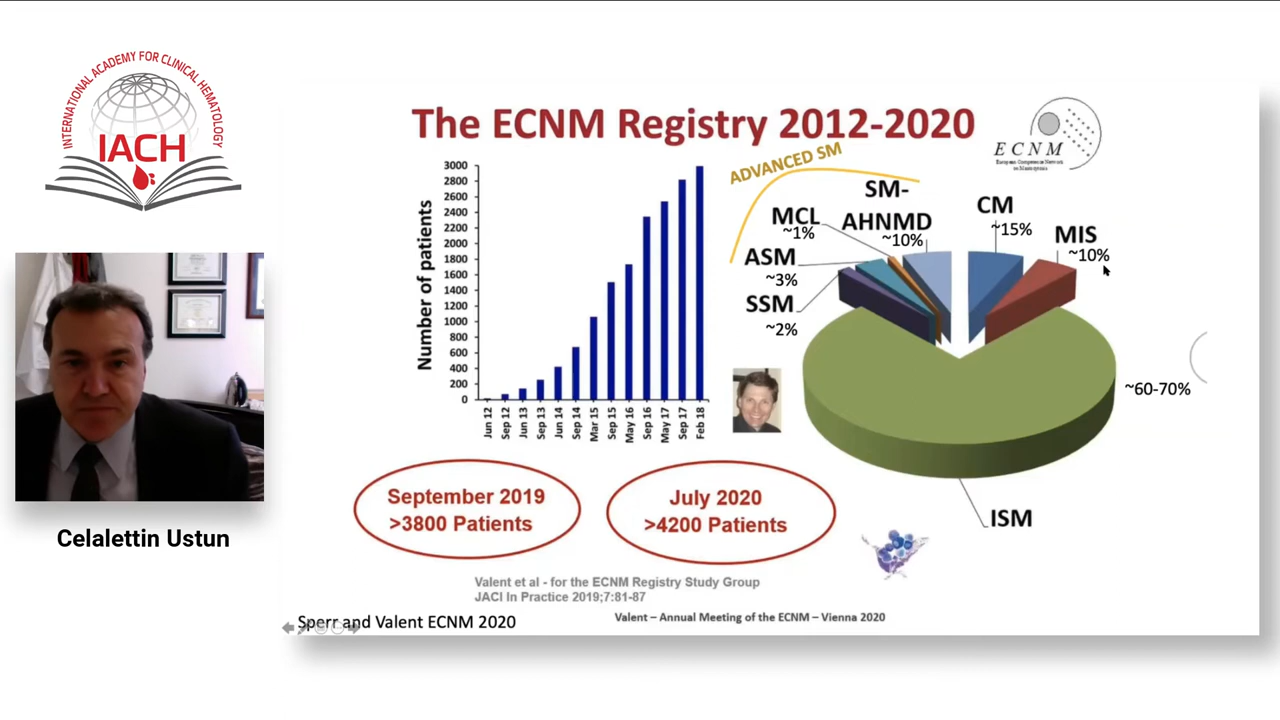 INTERNATIONAL ACADEMY FOR CLINICAL HEMATOLOGY
IACH
Celalettin Ustun
The ECNM Registry 2012-2020
ECNM
European Competence Network
on Mastocytosis
Number of patients
3000
2800
2600
2400
2200
2000
1800
1600
1400
1200
1000
800
600
400
200
0
Jun 12
Sep 12
Jun 13
Sep 13
Jun 14
Sep 14
Mar 15
Sep 15
May 16
Sep 16
May 17
Sep 17
Feb 18
ADVANCED SM
SM-
AHNMD
~10%
MCL
~1%
ASM
~3%
SSM
~2%
CM
~15%
MIS
~10%
~60-70%
ISM
September 2019
>3800 Patients
July 2020
>4200 Patients
Valent et al - for the ECNM Registry Study Group
JACI In Practice 2019;7:81-87
Sperr and Valent ECNM 2020
Valent – Annual Meeting of the ECNM – Vienna 2020